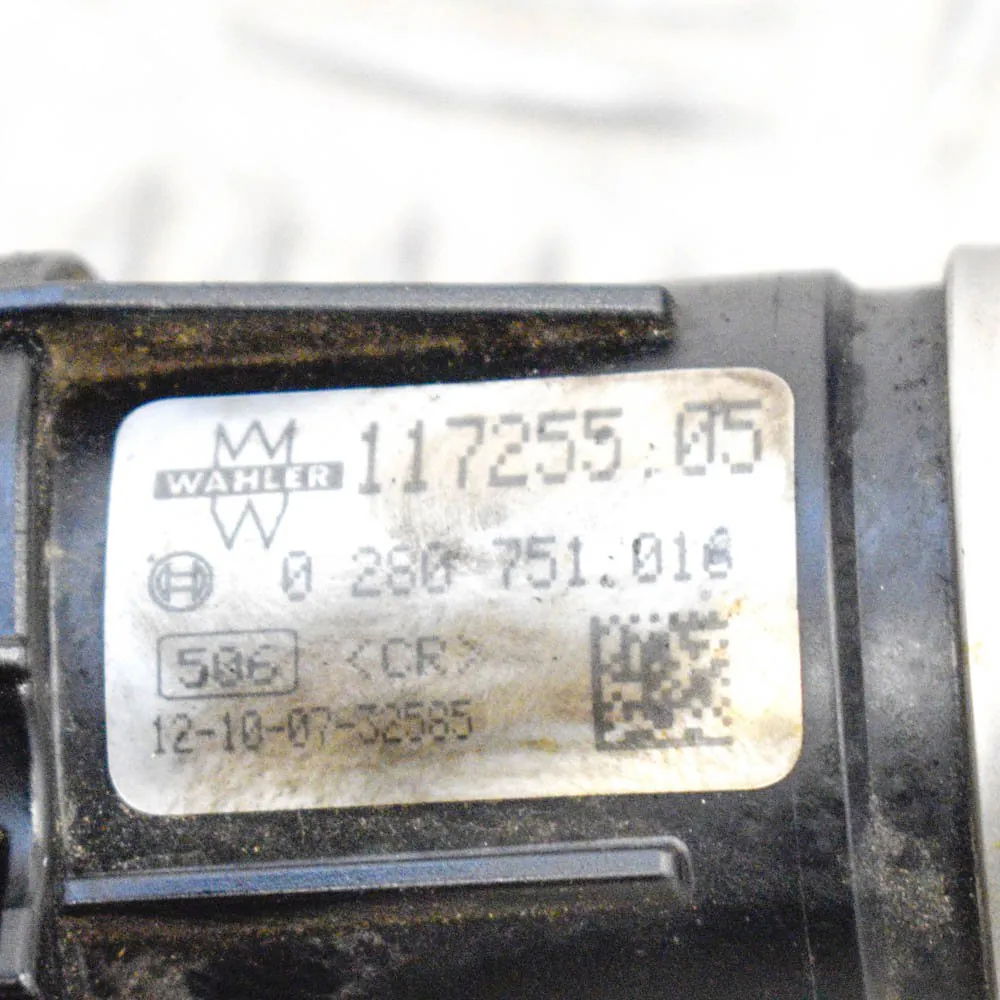 WAHLER 117255.05
0 280 751.016
506 <CR>
12-10-07-32585